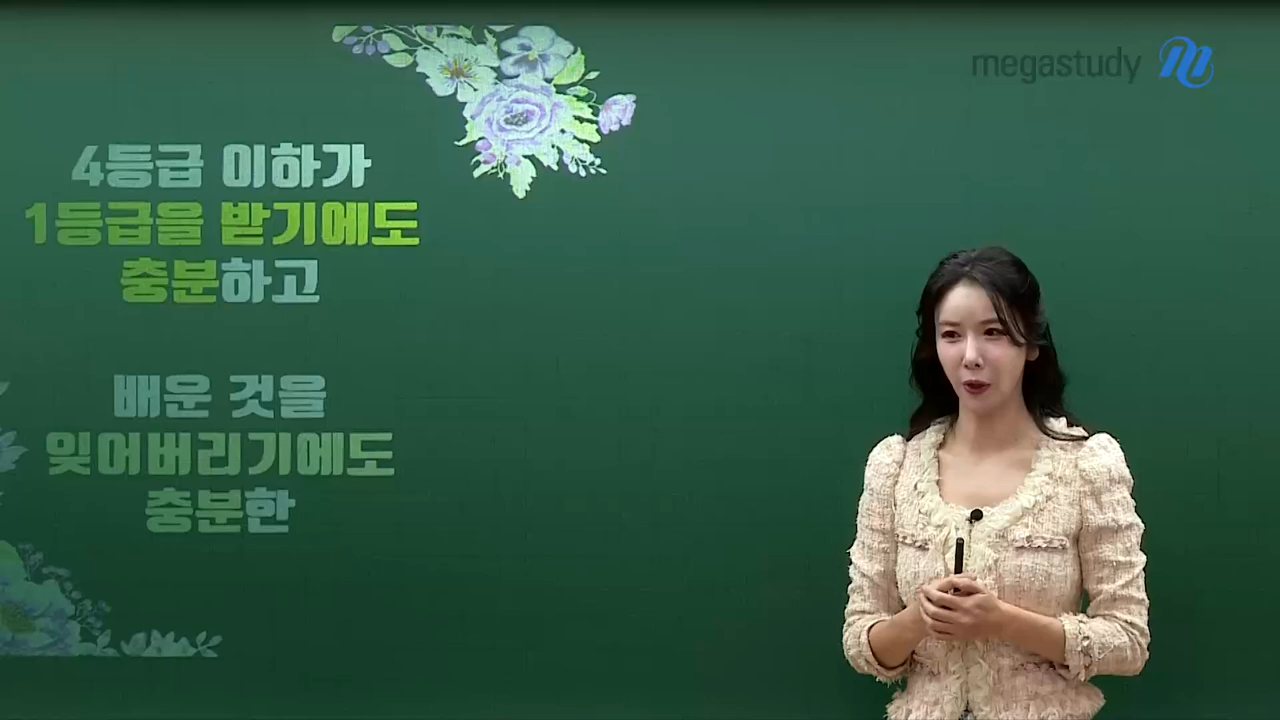 megastudy
4등급 이하가
1등급을 받기에도
충분하고
배운 것을
잊어버리기에도
충분한